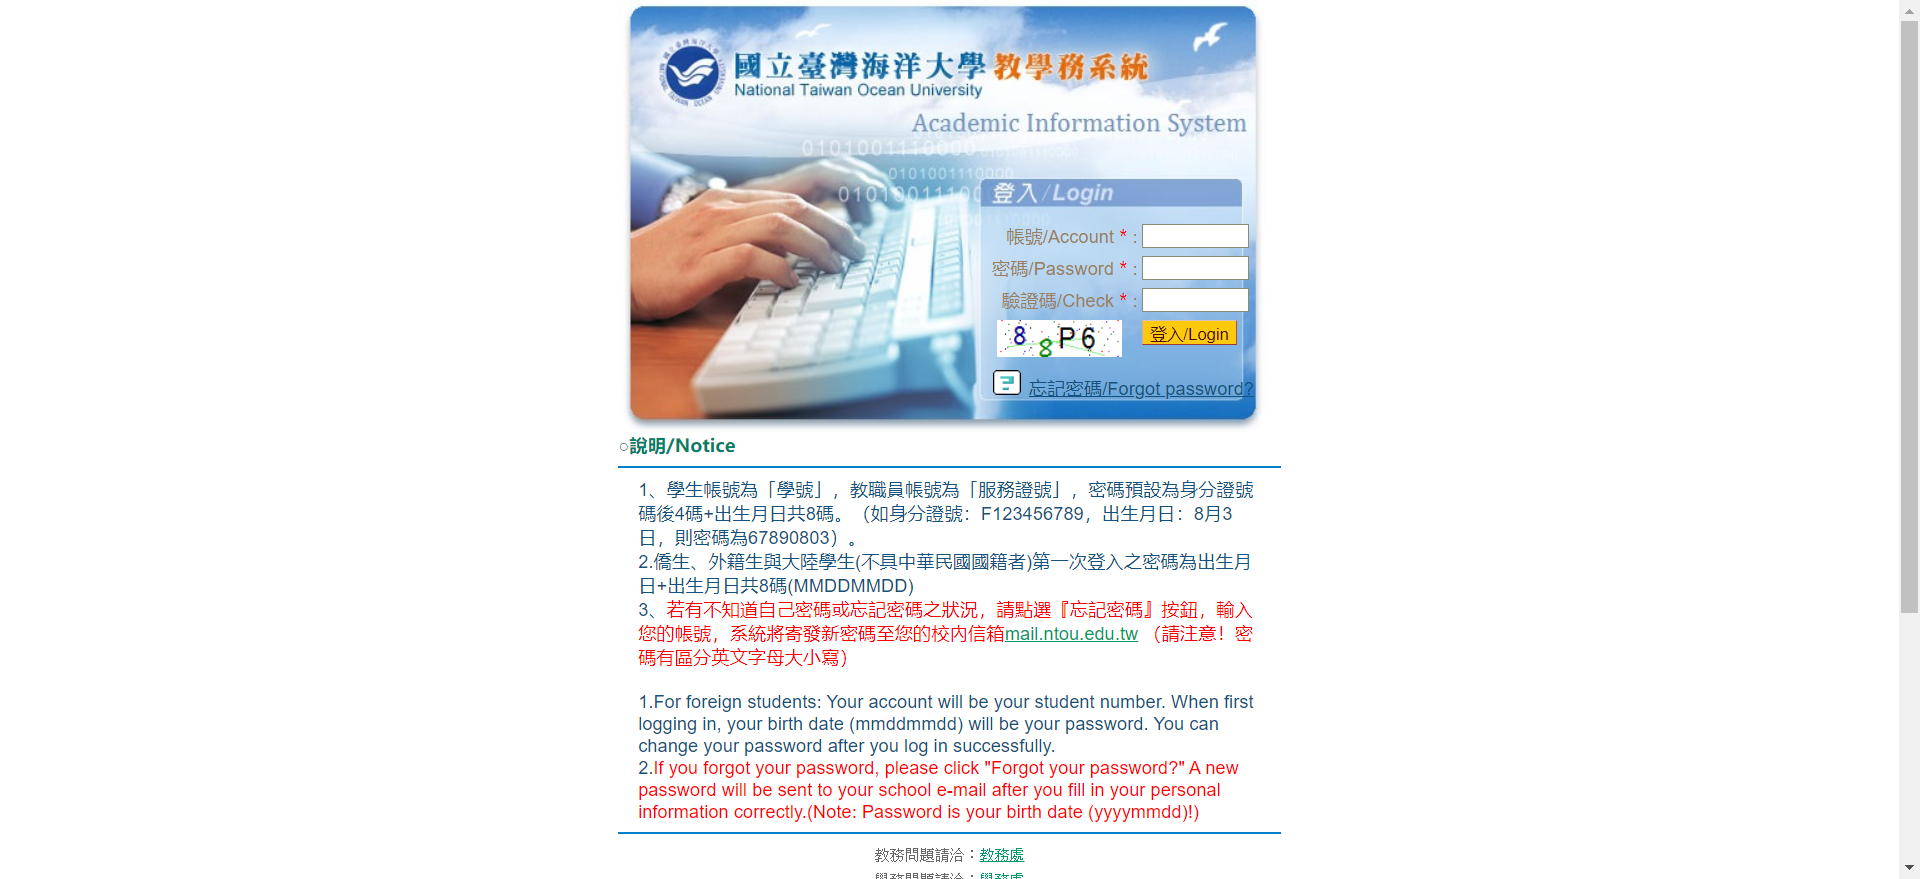 國立臺灣海洋大學 教學務系統
National Taiwan Ocean University
Academic Information System
0101001110000
0101001110000
010100111000
登入/Login
帳號/Account * :
密碼/Password * :
驗證碼/Check * :
8 8 P 6
登入/Login
忘記密碼/Forgot password?
○說明/Notice
1、學生帳號為「學號」，教職員帳號為「服務證號」，密碼預設為身分證號
碼後4碼+出生月日共8碼。（如身分證號：F123456789，出生月日：8月3
日，則密碼為67890803）。
2.僑生、外籍生與大陸學生(不具中華民國國籍者)第一次登入之密碼為出生月
日+出生月日共8碼(MMDDMMDD)
3、若有不知道自己密碼或忘記密碼之狀況，請點選『忘記密碼』按鈕，輸入
您的帳號，系統將寄發新密碼至您的校內信箱mail.ntou.edu.tw （請注意！密
碼有區分英文字母大小寫）
1.For foreign students: Your account will be your student number. When first
logging in, your birth date (mmddmmdd) will be your password. You can
change your password after you log in successfully.
2.If you forgot your password, please click "Forgot your password?" A new
password will be sent to your school e-mail after you fill in your personal
information correctly.(Note: Password is your birth date (yyyymmdd)!)
教務問題請洽：教務處
學務問題請洽：學務處